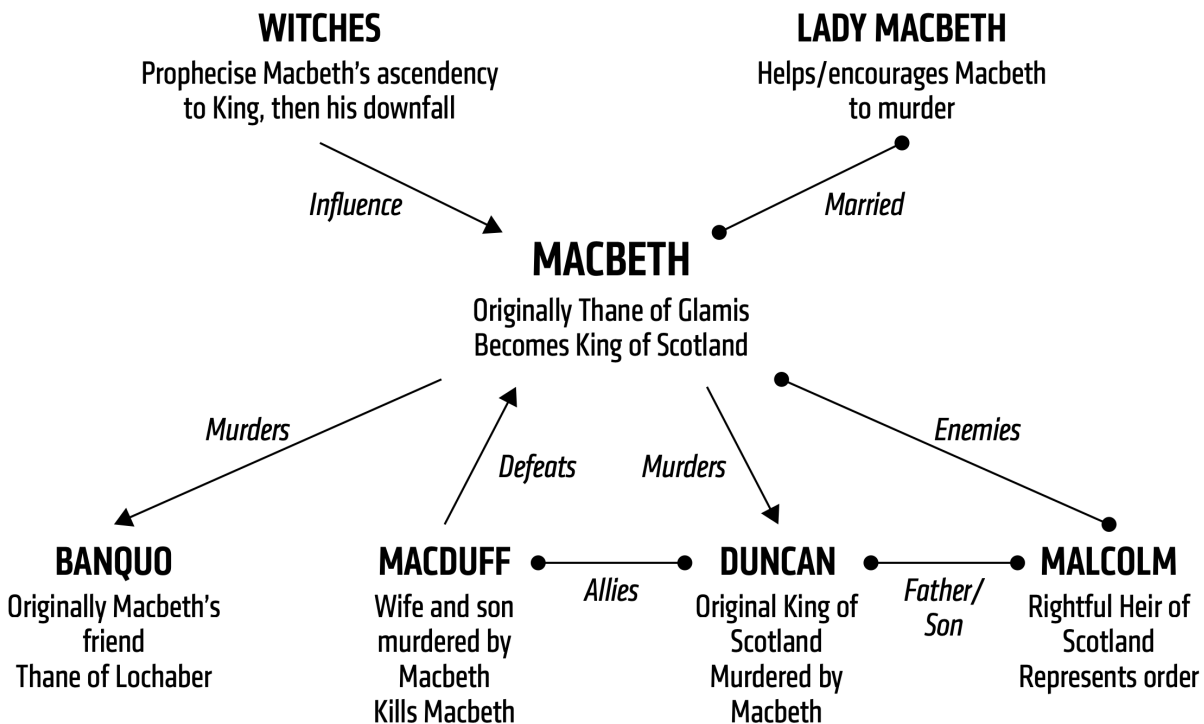 WITCHES
Prophecise Macbeth's ascendency
to King, then his downfall
LADY MACBETH
Helps/encourages Macbeth
to murder
Influence
Married
MACBETH
Originally Thane of Glamis
Becomes King of Scotland
Murders
Defeats
Murders
Enemies
BANQUO
Originally Macbeth's
friend
Thane of Lochaber
MACDUFF
Wife and son
murdered by
Macbeth
Kills Macbeth
Allies
DUNCAN
Original King of
Scotland
Murdered by
Macbeth
Father/
Son
MALCOLM
Rightful Heir of
Scotland
Represents order